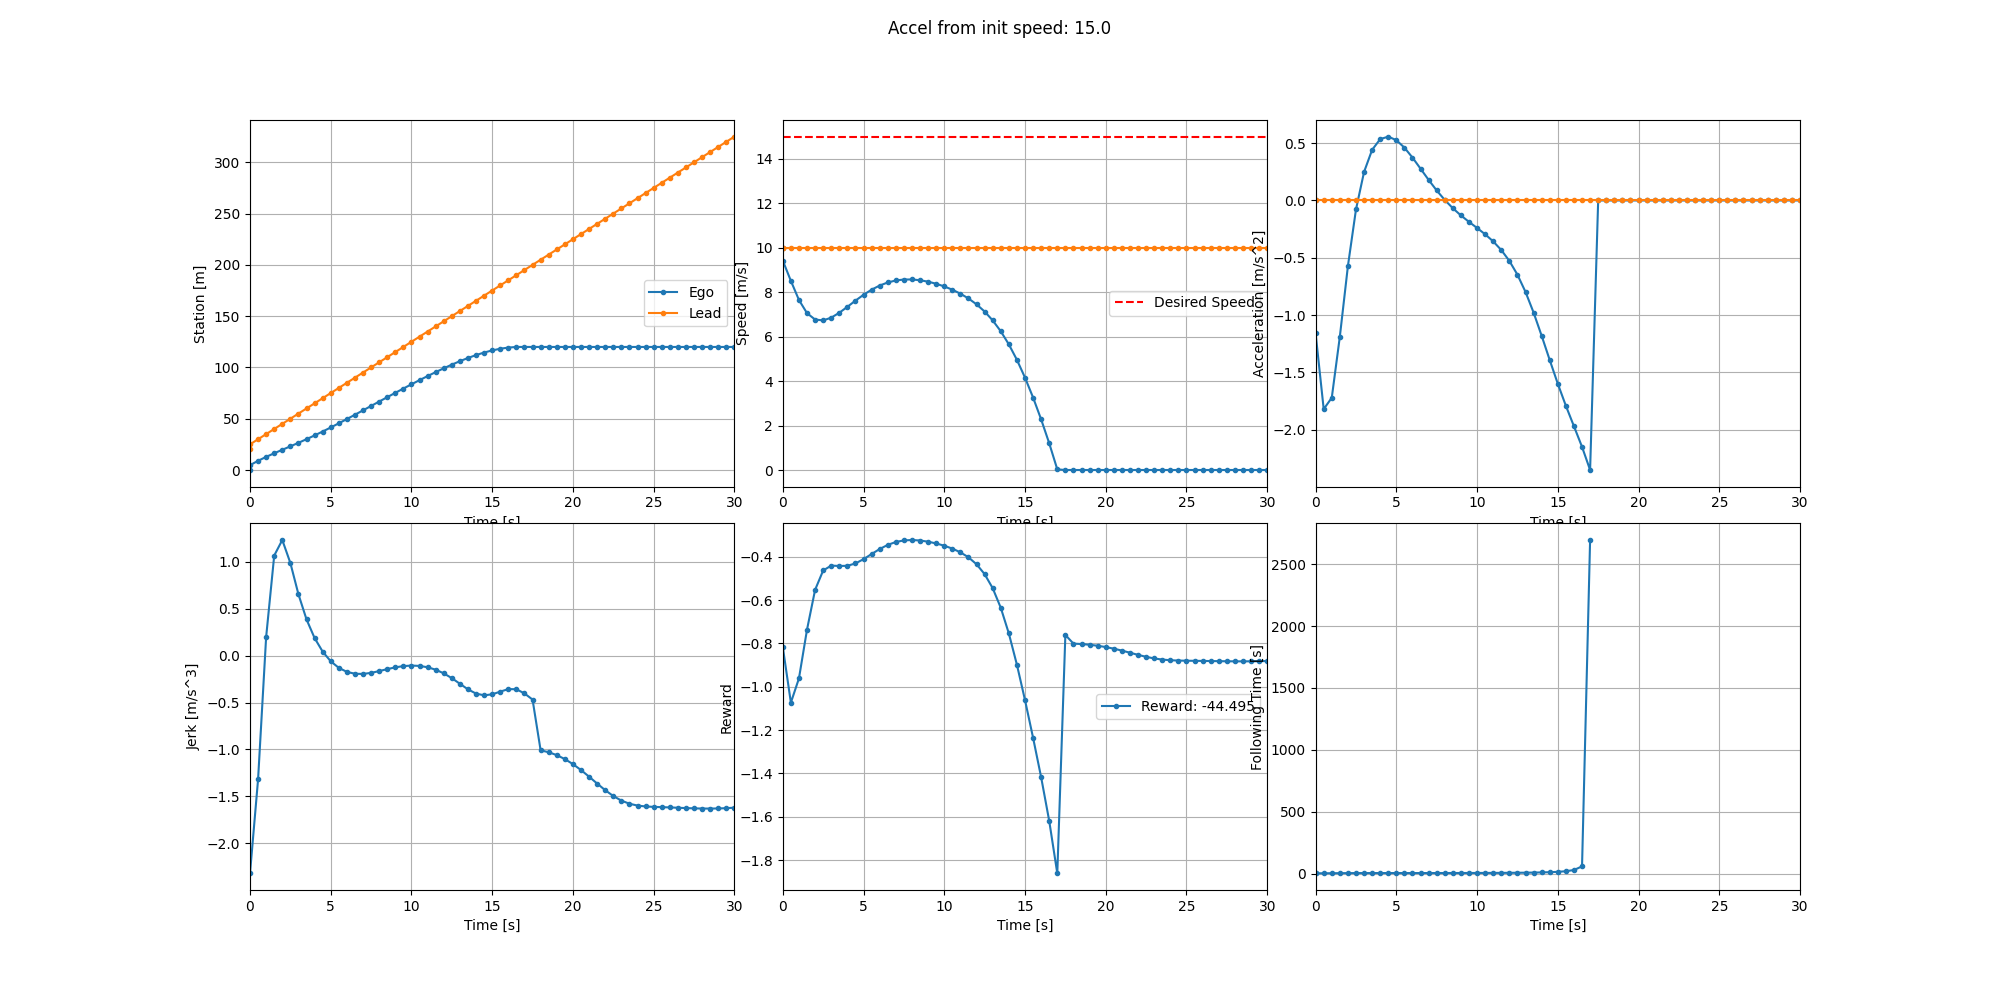 Accel from init speed: 15.0
Station [m]
300
250
200
150
100
50
0
0 5 10 15 20 25 30
Time [s]
Ego
Lead
Speed [m/s]
14
12
10
8
6
4
2
0
0 5 10 15 20 25 30
Time [s]
Desired Speed
Acceleration [m/s^2]
0.5
0.0
−0.5
−1.0
−1.5
−2.0
0 5 10 15 20 25 30
Time [s]
Jerk [m/s^3]
1.0
0.5
0.0
−0.5
−1.0
−1.5
−2.0
0 5 10 15 20 25 30
Time [s]
Reward
−0.4
−0.6
−0.8
−1.0
−1.2
−1.4
−1.6
−1.8
0 5 10 15 20 25 30
Time [s]
Reward: -44.495
Following Time [s]
2500
2000
1500
1000
500
0
0 5 10 15 20 25 30
Time [s]